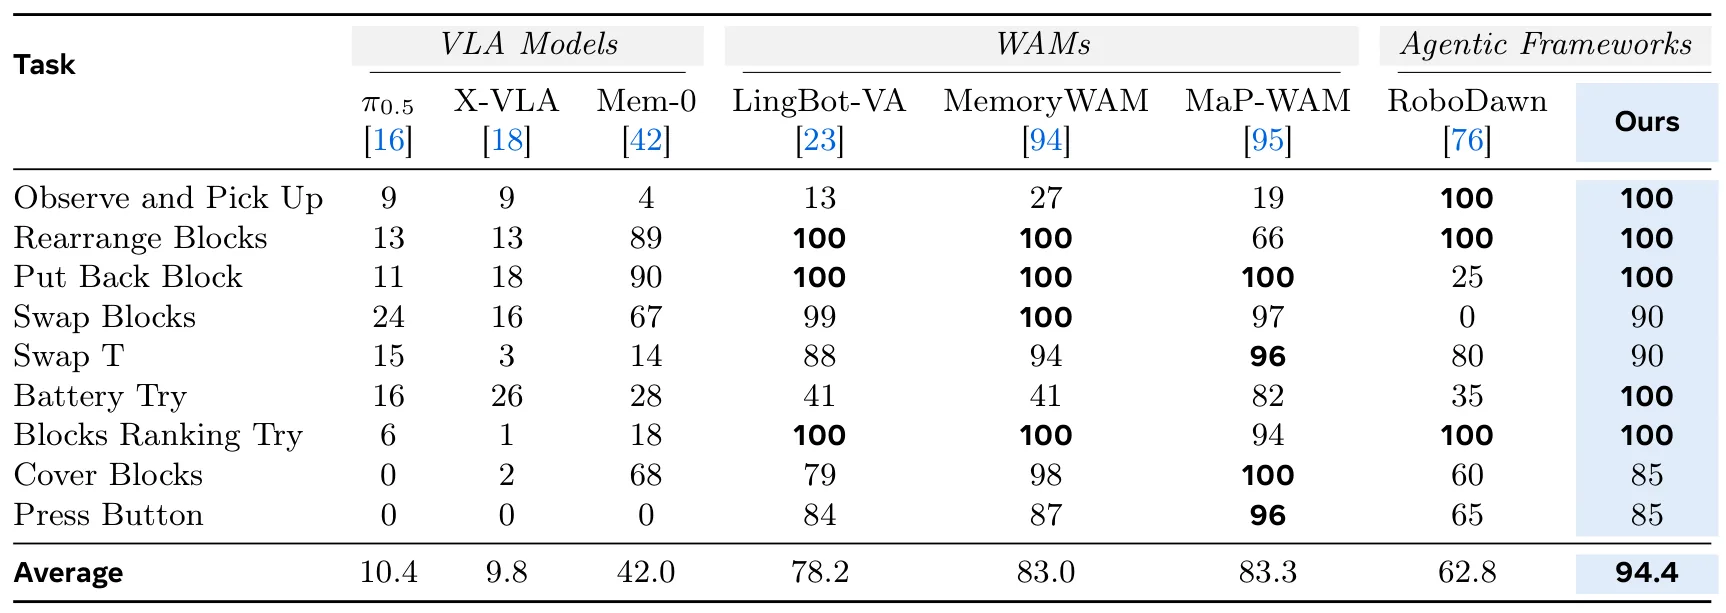 Task VLA Models WAMs Agentic Frameworks
π0.5 X-VLA Mem-0 LingBot-VA MemoryWAM MaP-WAM RoboDawn Ours
[16] [18] [42] [23] [94] [95] [76]
Observe and Pick Up 9 9 4 13 27 19 100 100
Rearrange Blocks 13 13 89 100 100 66 100 100
Put Back Block 11 18 90 100 100 100 25 100
Swap Blocks 24 16 67 99 100 97 0 90
Swap T 15 3 14 88 94 96 80 90
Battery Try 16 26 28 41 41 82 35 100
Blocks Ranking Try 6 1 18 100 100 94 100 100
Cover Blocks 0 2 68 79 98 100 60 85
Press Button 0 0 0 84 87 96 65 85
Average 10.4 9.8 42.0 78.2 83.0 83.3 62.8 94.4